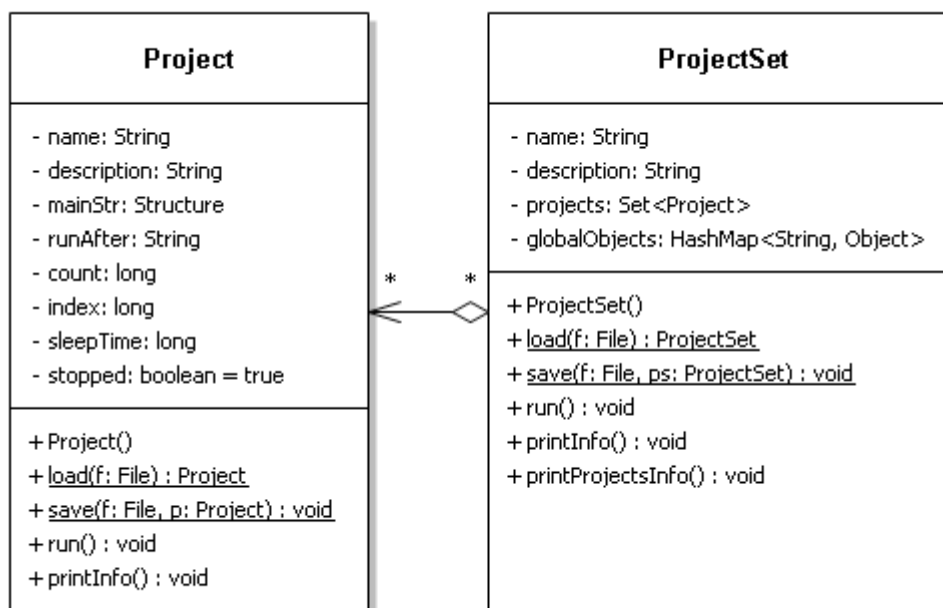 Project
- name: String
- description: String
- mainStr: Structure
- runAfter: String
- count: long
- index: long
- sleepTime: long
- stopped: boolean = true
+ Project()
+ load(f: File) : Project
+ save(f: File, p: Project) : void
+ run() : void
+ printInfo() : void
* *
ProjectSet
- name: String
- description: String
- projects: Set<Project>
- globalObjects: HashMap<String, Object>
+ ProjectSet()
+ load(f: File) : ProjectSet
+ save(f: File, ps: ProjectSet) : void
+ run() : void
+ printInfo() : void
+ printProjectsInfo() : void